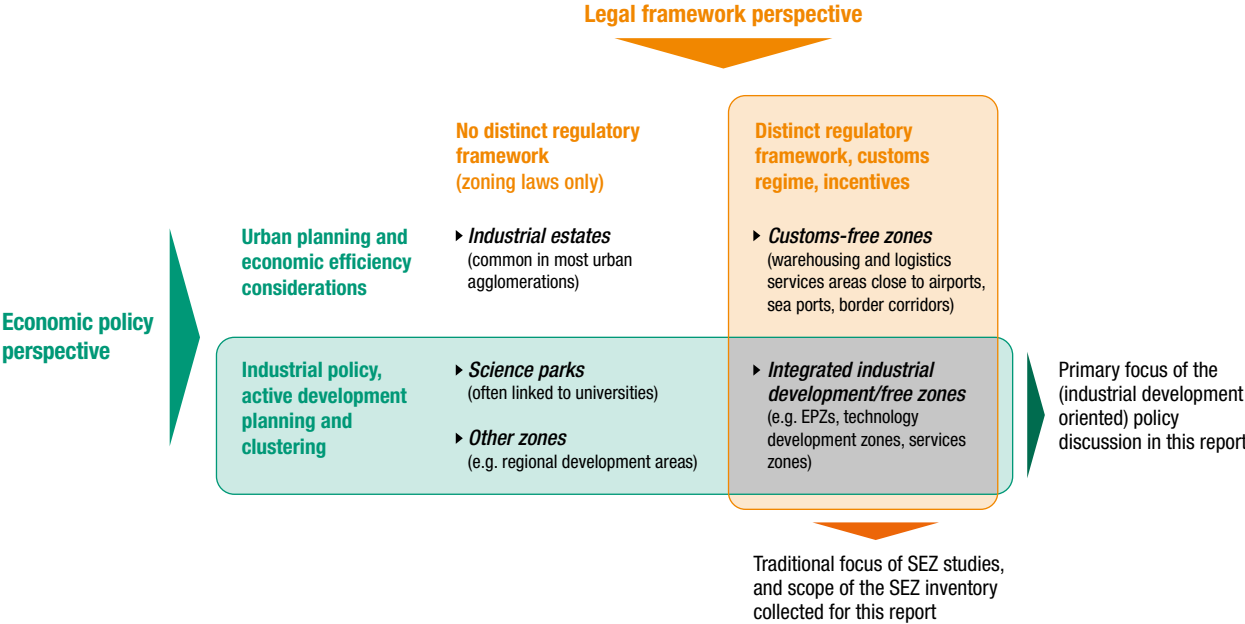 Legal framework perspective
No distinct regulatory
framework
(zoning laws only)
Distinct regulatory
framework, customs
regime, incentives
Economic policy
perspective
Urban planning and
economic efficiency
considerations
▸ Industrial estates
(common in most urban
agglomerations)
▸ Customs-free zones
(warehousing and logistics
services areas close to airports,
sea ports, border corridors)
Industrial policy,
active development
planning and
clustering
▸ Science parks
(often linked to universities)
▸ Other zones
(e.g. regional development areas)
▸ Integrated industrial
development/free zones
(e.g. EPZs, technology
development zones, services
zones)
Primary focus of the
(industrial development
oriented) policy
discussion in this report
Traditional focus of SEZ studies,
and scope of the SEZ inventory
collected for this report